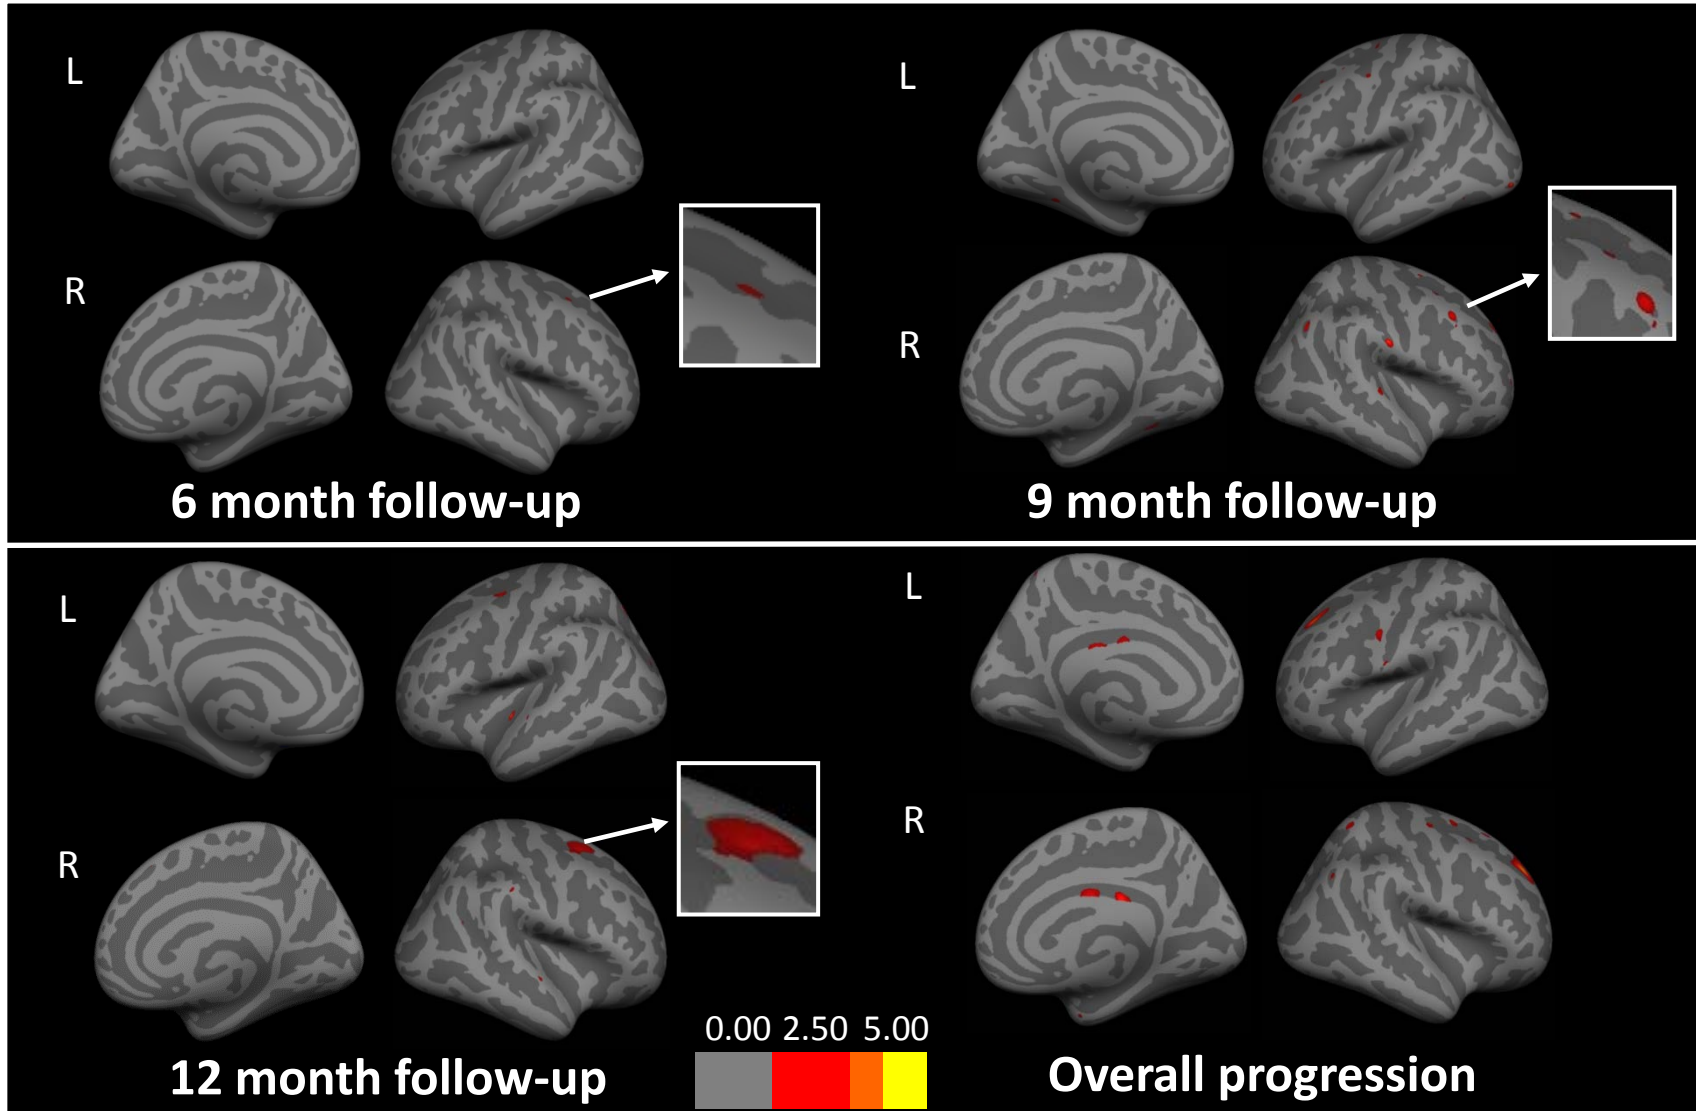 L
R
6 month follow-up
L
R
9 month follow-up
L
R
12 month follow-up
0.00 2.50 5.00
L
R
Overall progression